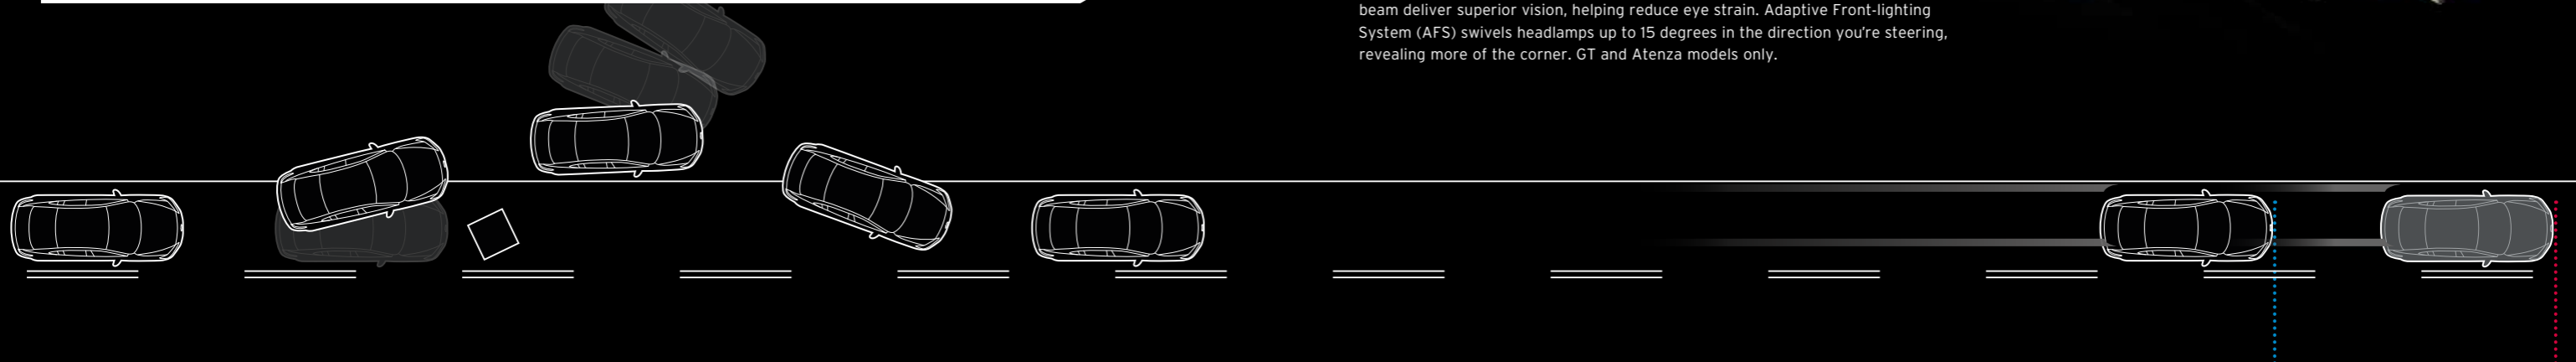 beam deliver superior vision, helping reduce eye strain. Adaptive Front-lighting
System (AFS) swivels headlamps up to 15 degrees in the direction you're steering,
revealing more of the corner. GT and Atenza models only.